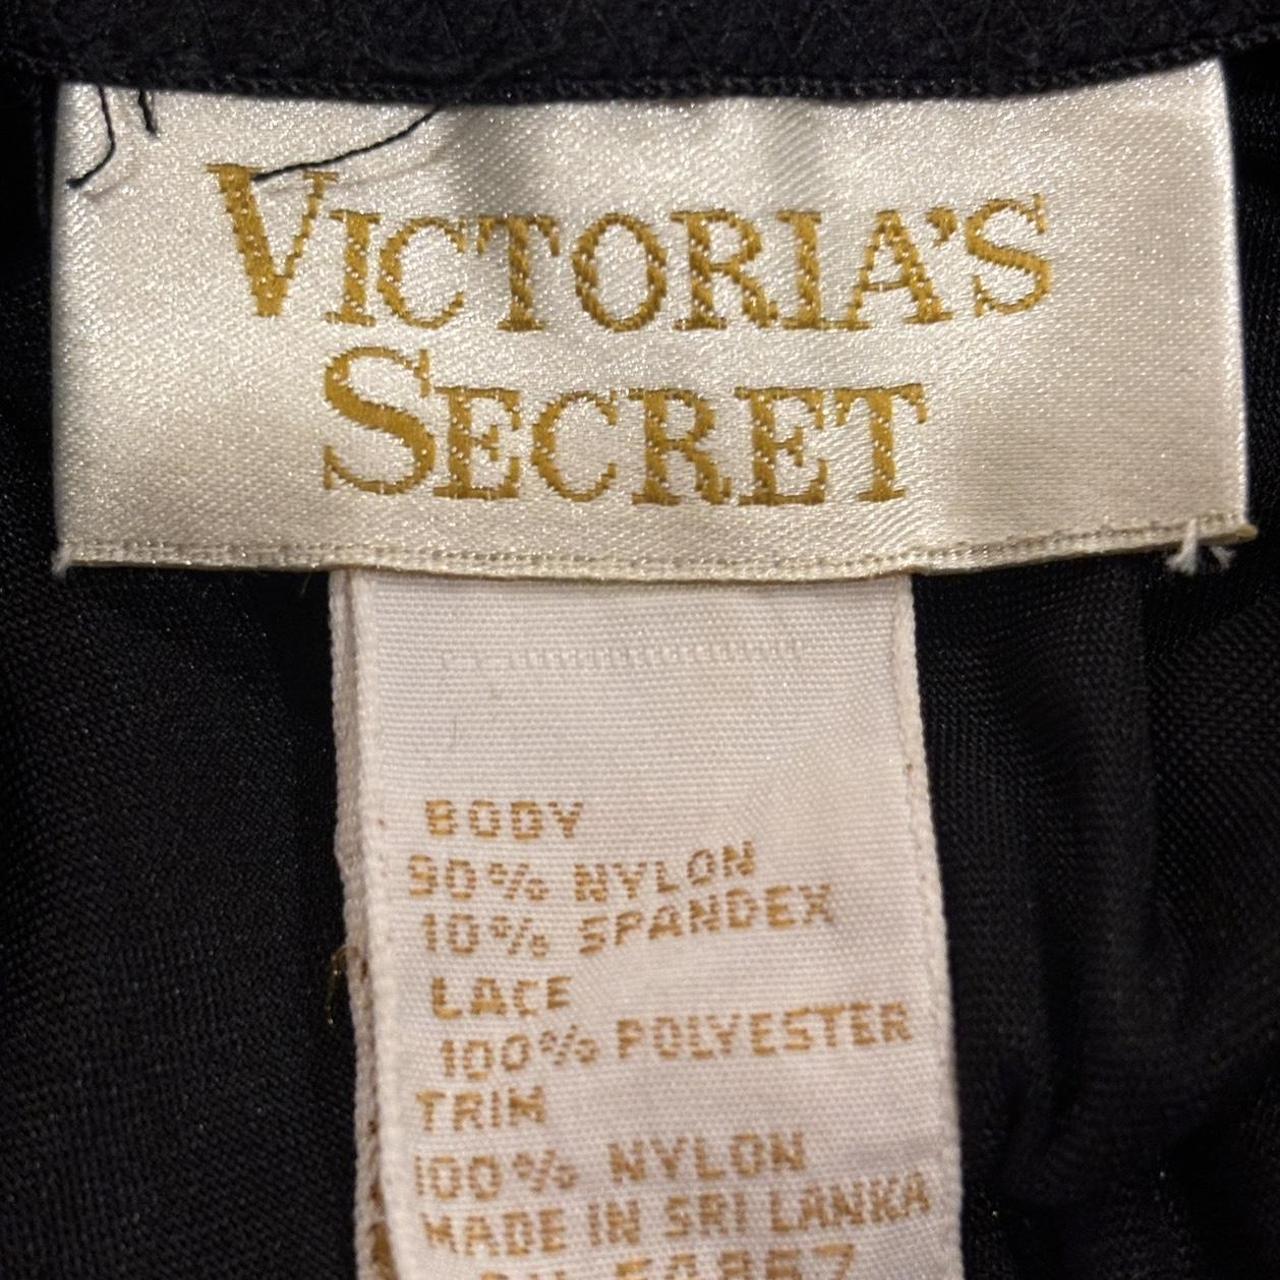 VICTORIA'S
SECRET
BODY
90% NYLON
10% SPANDEX
LACE
100% POLYESTER
TRIM
100% NYLON
MADE IN SRI LANKA